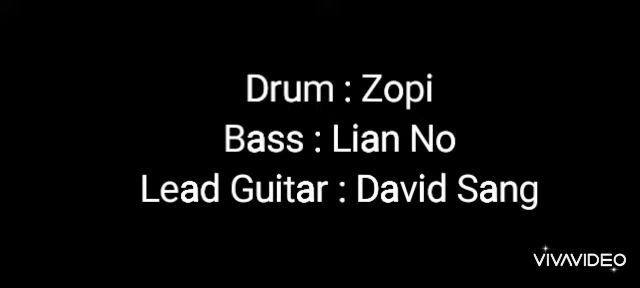 Drum : Zopi
Bass : Lian No
Lead Guitar : David Sang
VIVAVIDEO